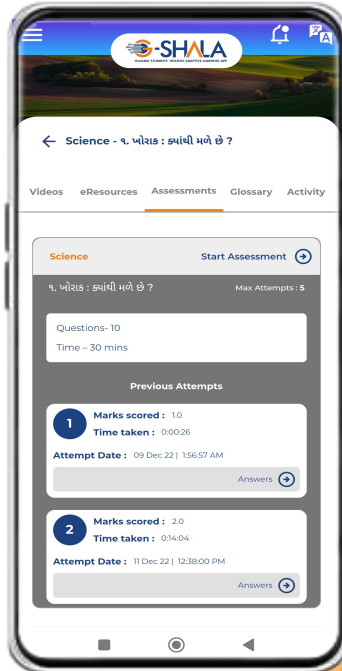 G-SHALA
GUJARAT STUDENTS' HOLISTIC ADAPTIVE LEARNING APP
Science - ૧. ખોરાક : ક્યાંથી મળે છે ?
Videos eResources Assessments Glossary Activity
Science Start Assessment
૧. ખોરાક : ક્યાંથી મળે છે ? Max Attempts : 5
Questions- 10
Time – 30 mins
Previous Attempts
1
Marks scored : 1.0
Time taken : 0:00:26
Attempt Date : 09 Dec 22 | 1:56:57 AM
Answers
2
Marks scored : 2.0
Time taken : 0:14:04
Attempt Date : 11 Dec 22 | 12:38:00 PM
Answers